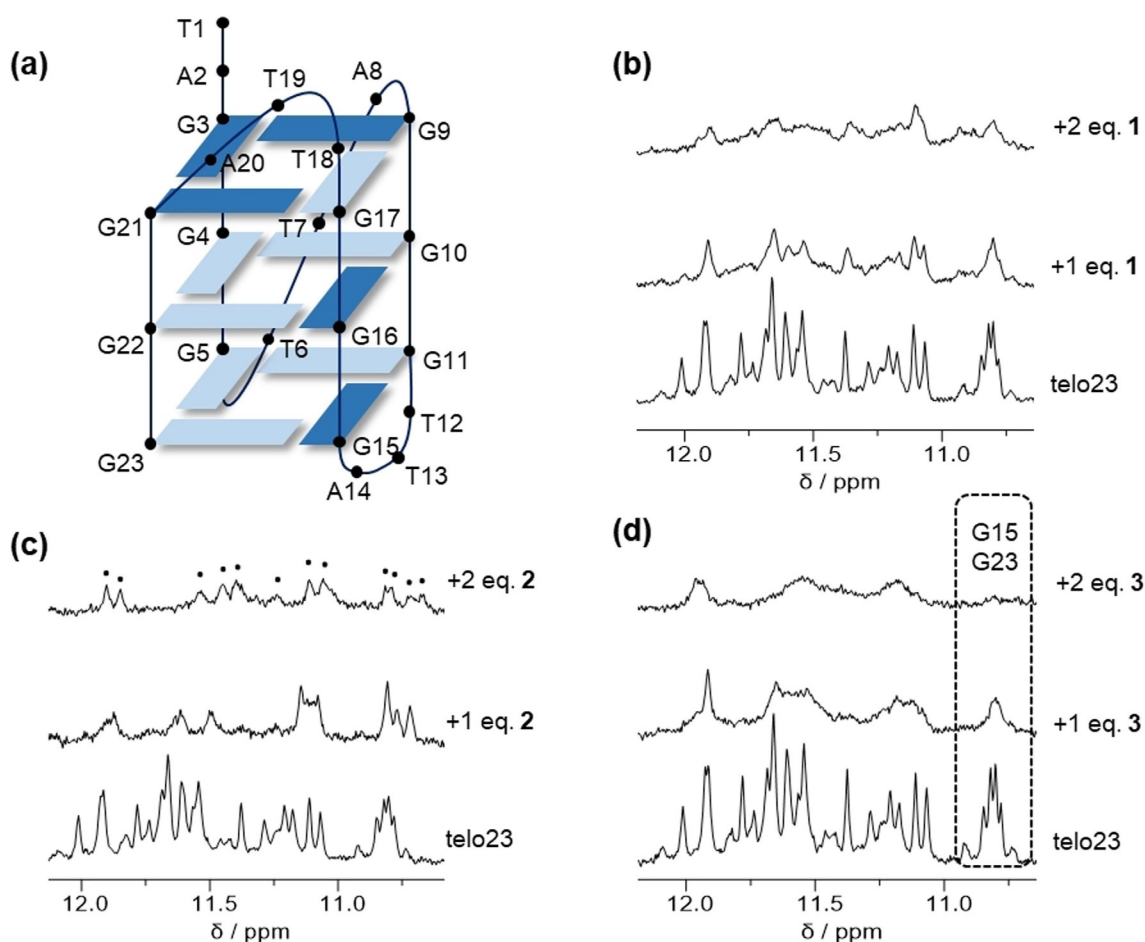 (a)
T1
A2
T19
A8
G3
G9
A20
T18
G21
G4
T7
G17
G10
G22
G5
T6
G16
G11
G23
G15
T12
A14
T13
(b)
+2 eq. 1
+1 eq. 1
telo23
12.0 11.5 11.0
δ / ppm
(c)
+2 eq. 2
+1 eq. 2
telo23
12.0 11.5 11.0
δ / ppm
(d)
G15
G23
+2 eq. 3
+1 eq. 3
telo23
12.0 11.5 11.0
δ / ppm